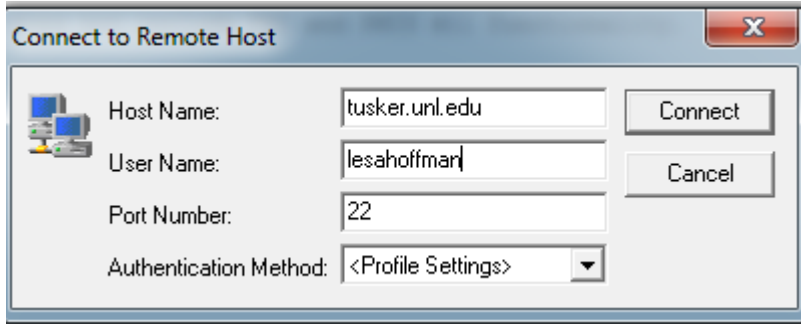 Connect to Remote Host
Host Name: tusker.unl.edu Connect
User Name: lesahoffman Cancel
Port Number: 22
Authentication Method: <Profile Settings>